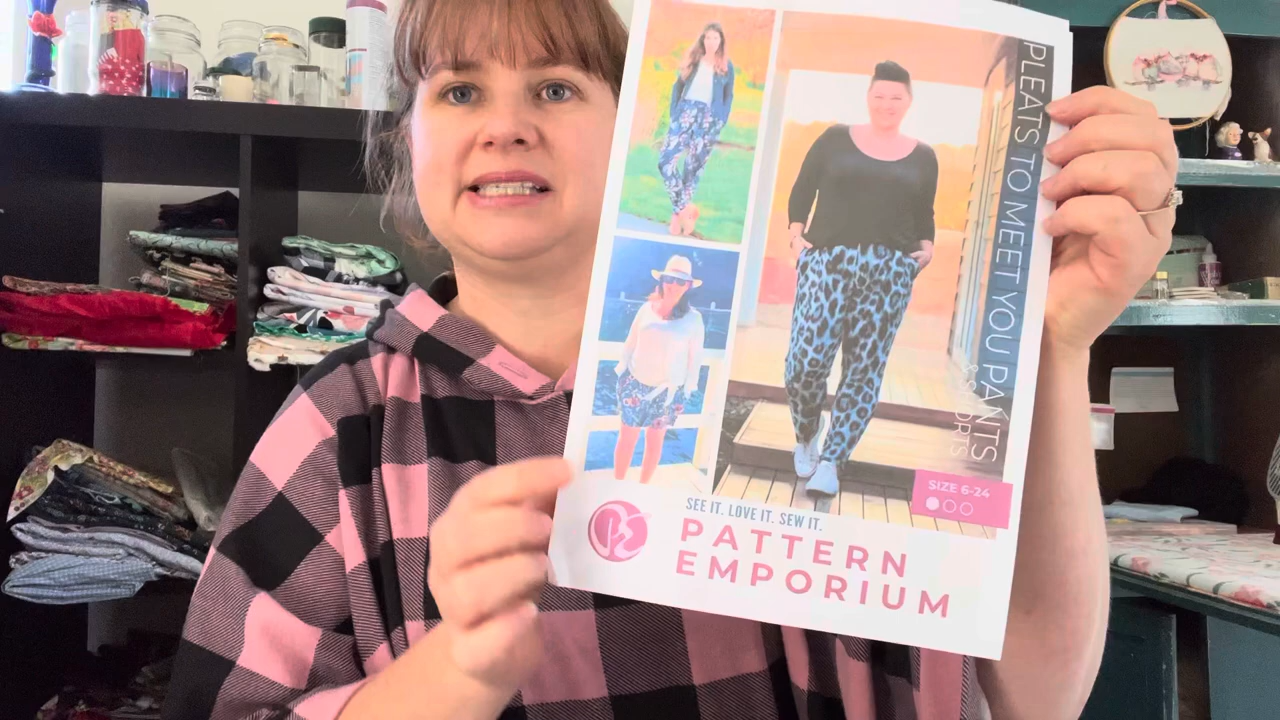 PLEATS TO MEET YOU PANTS
& SHORTS
SIZE 6-24
SEE IT. LOVE IT. SEW IT.
PATTERN
EMPORIUM